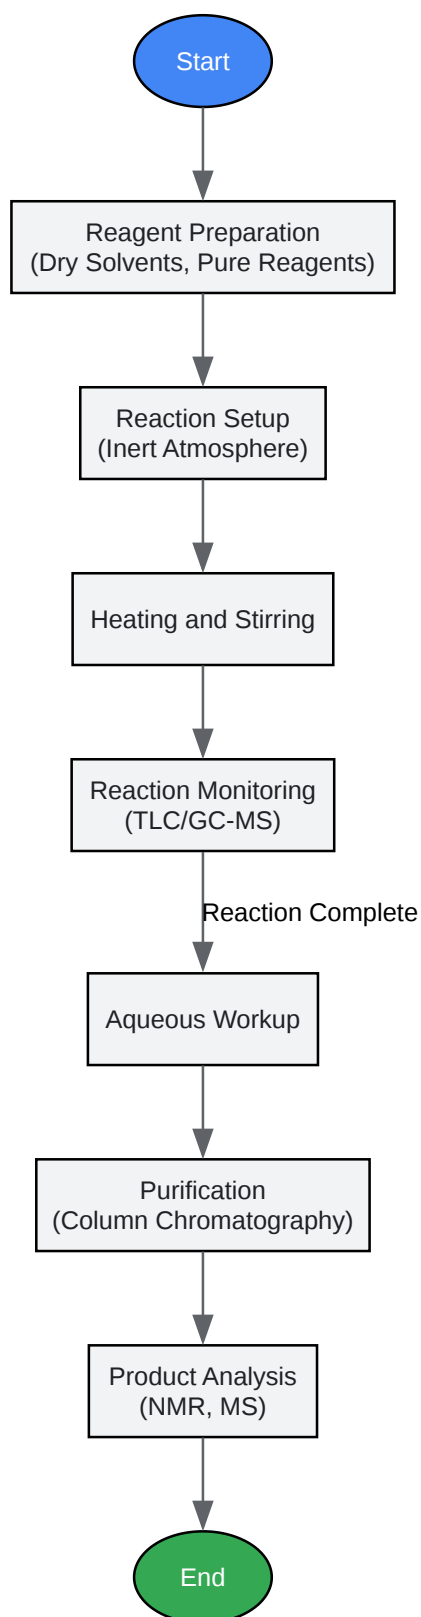 Start
Reagent Preparation
(Dry Solvents, Pure Reagents)
Reaction Setup
(Inert Atmosphere)
Heating and Stirring
Reaction Monitoring
(TLC/GC-MS)
Reaction Complete
Aqueous Workup
Purification
(Column Chromatography)
Product Analysis
(NMR, MS)
End